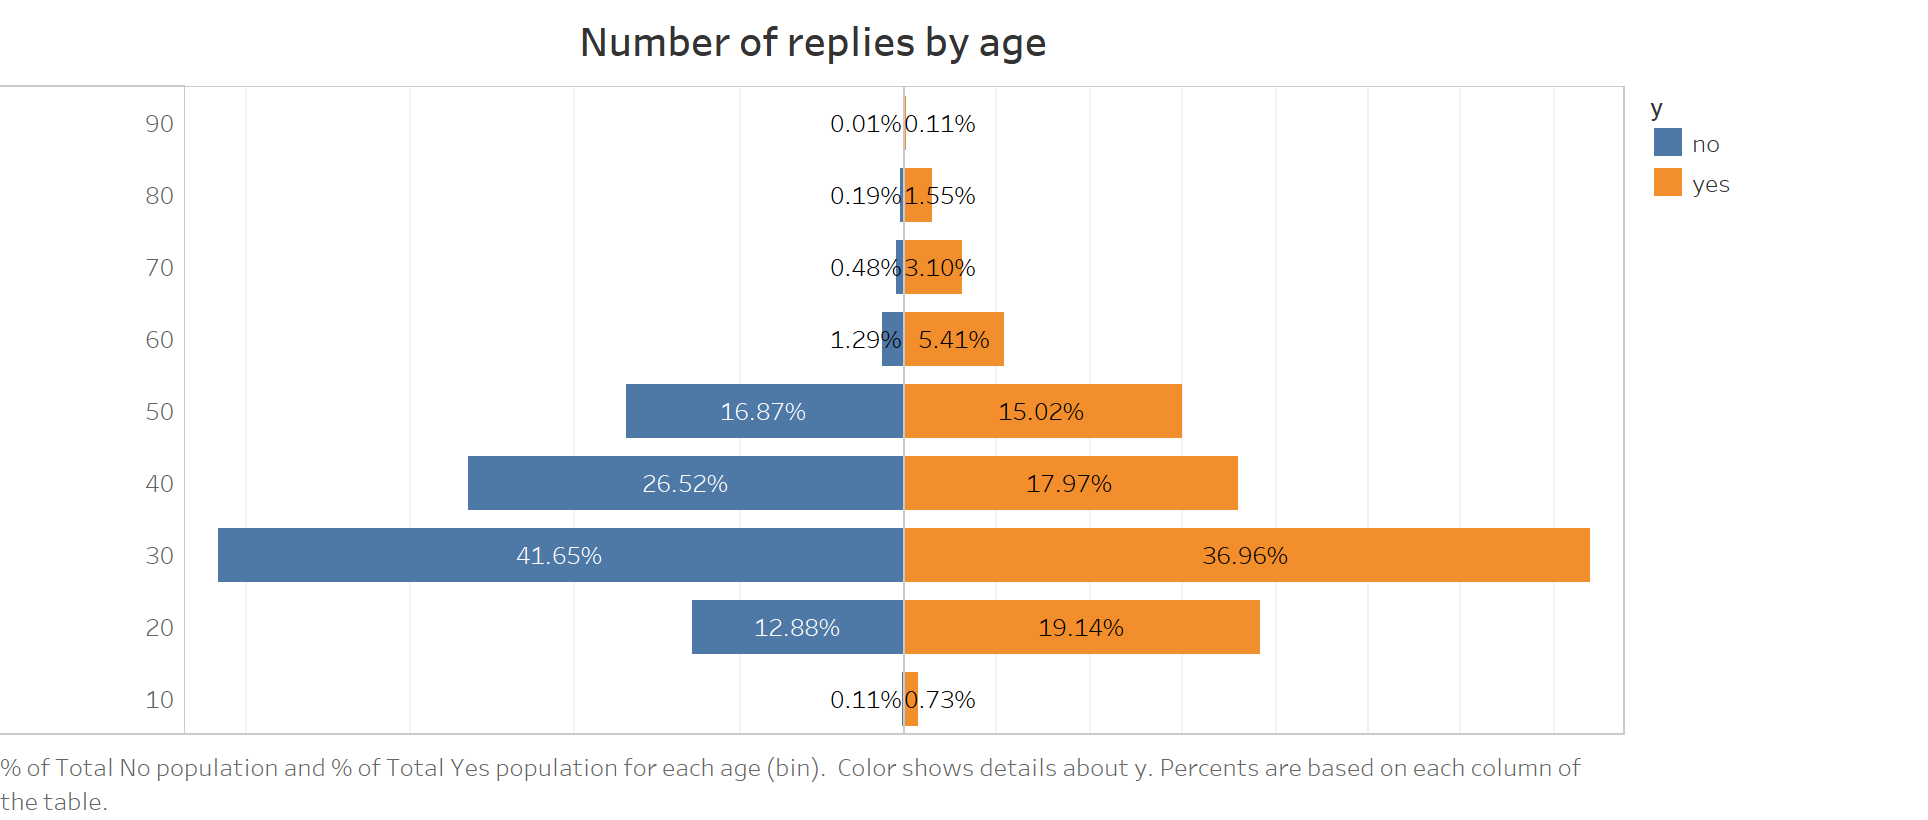 Number of replies by age
90 0.01% 0.11%
80 0.19% 1.55%
70 0.48% 3.10%
60 1.29% 5.41%
50 16.87% 15.02%
40 26.52% 17.97%
30 41.65% 36.96%
20 12.88% 19.14%
10 0.11% 0.73%
y
no
yes
% of Total No population and % of Total Yes population for each age (bin).  Color shows details about y. Percents are based on each column of
the table.